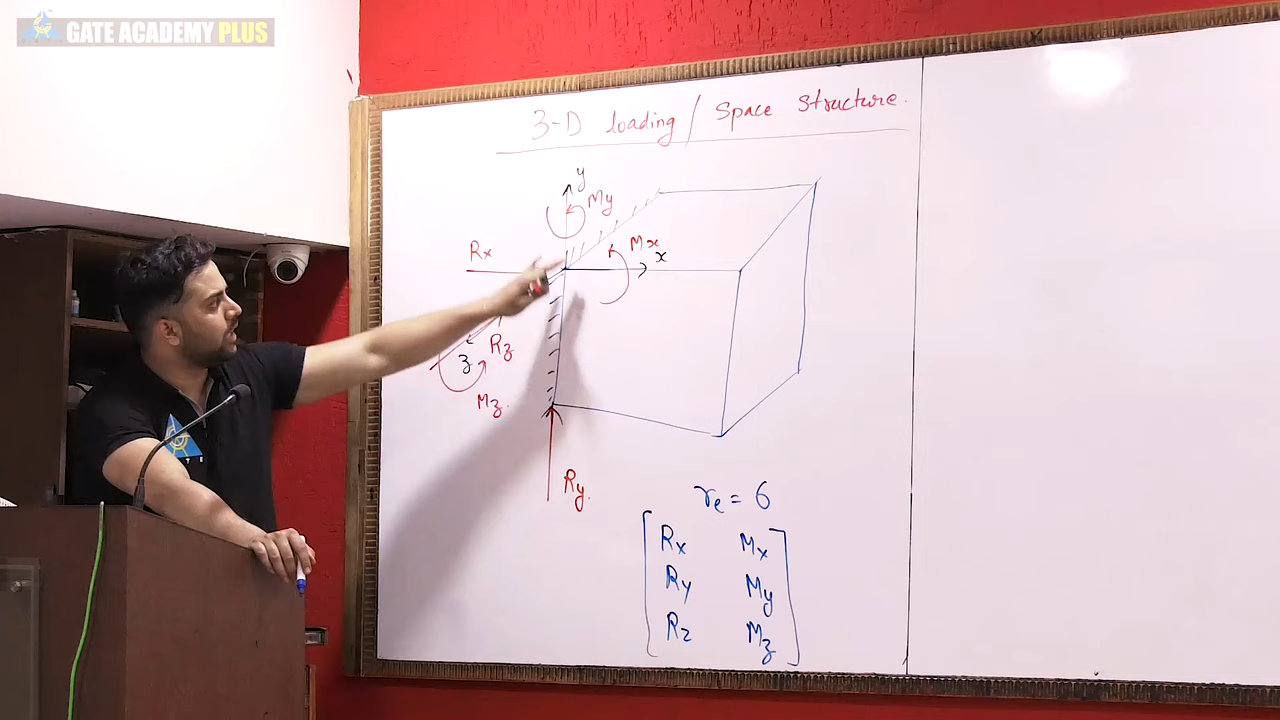 GATE ACADEMY PLUS
3-D loading / Space Structure.
y
My
Rx
Mx
x
Rz
z
Mz.
Ry.
re = 6
Rx Mx
Ry My
Rz Mz